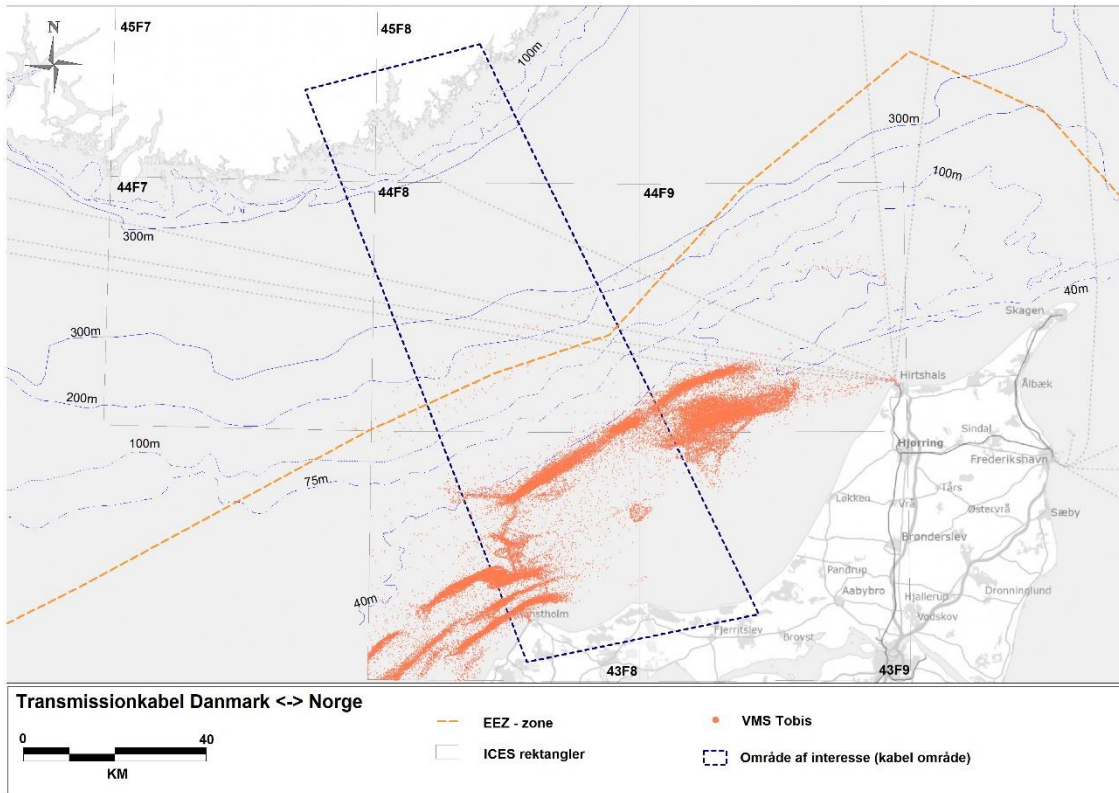 45F7
45F8
N
100m
300m
44F7
44F8
44F9
100m
300m
40m
Skagen
300m
Hirtshals
Ålbæk
200m
Sindal
100m
Hjørring
Frederikshavn
75m
Tårs
Løkken
Vrå
Østervrå
Sæby
Brønderslev
40m
Pandrup
Dronninglund
Aabybro
Hjallerup
Vodskov
Fjerritslev
Brovst
43F8
43F9
Transmissionkabel Danmark <-> Norge
0 40
KM
EEZ - zone
ICES rektangler
VMS Tobis
Område af interesse (kabel område)